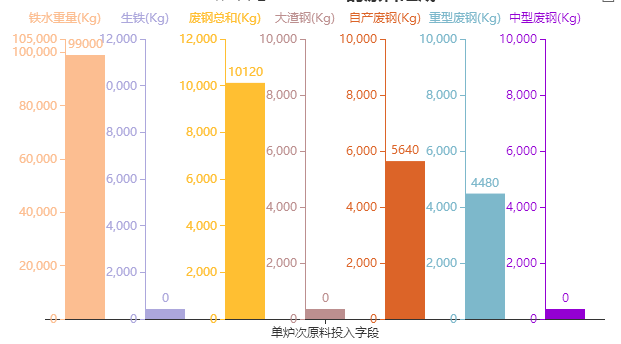 铁水重量(Kg) 生铁(Kg) 废钢总和(Kg) 大渣钢(Kg) 自产废钢(Kg) 重型废钢(Kg) 中型废钢(Kg)
105,000 12,000 12,000 10,000 10,000 10,000 10,000
100,000
99000 10120 5640 4480 0 0 0
80,000 10,000 10,000 8,000 8,000 8,000 8,000
60,000 8,000 8,000 6,000 6,000 6,000 6,000
40,000 6,000 6,000 4,000 4,000 4,000 4,000
20,000 4,000 4,000 2,000 2,000 2,000 2,000
2,000 2,000
0 0 0 0 0 0 0
单炉次原料投入字段